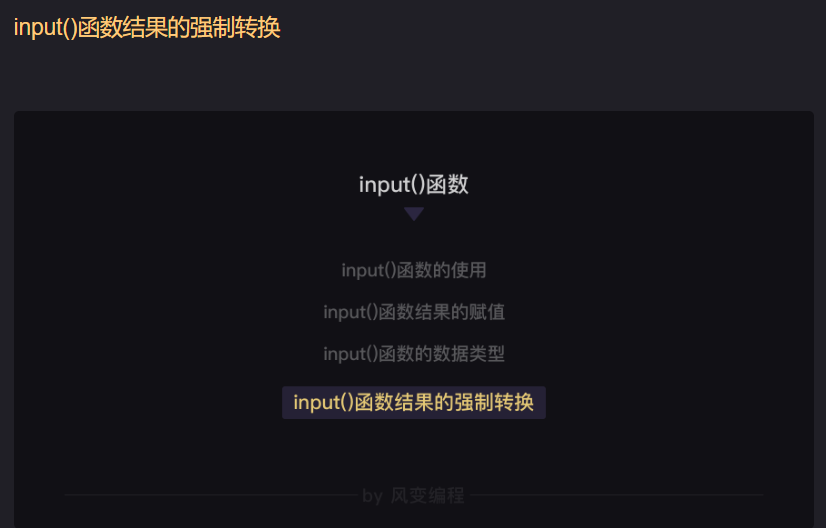 input()函数结果的强制转换
input()函数
input()函数的使用
input()函数结果的赋值
input()函数的数据类型
input()函数结果的强制转换
by 风变编程